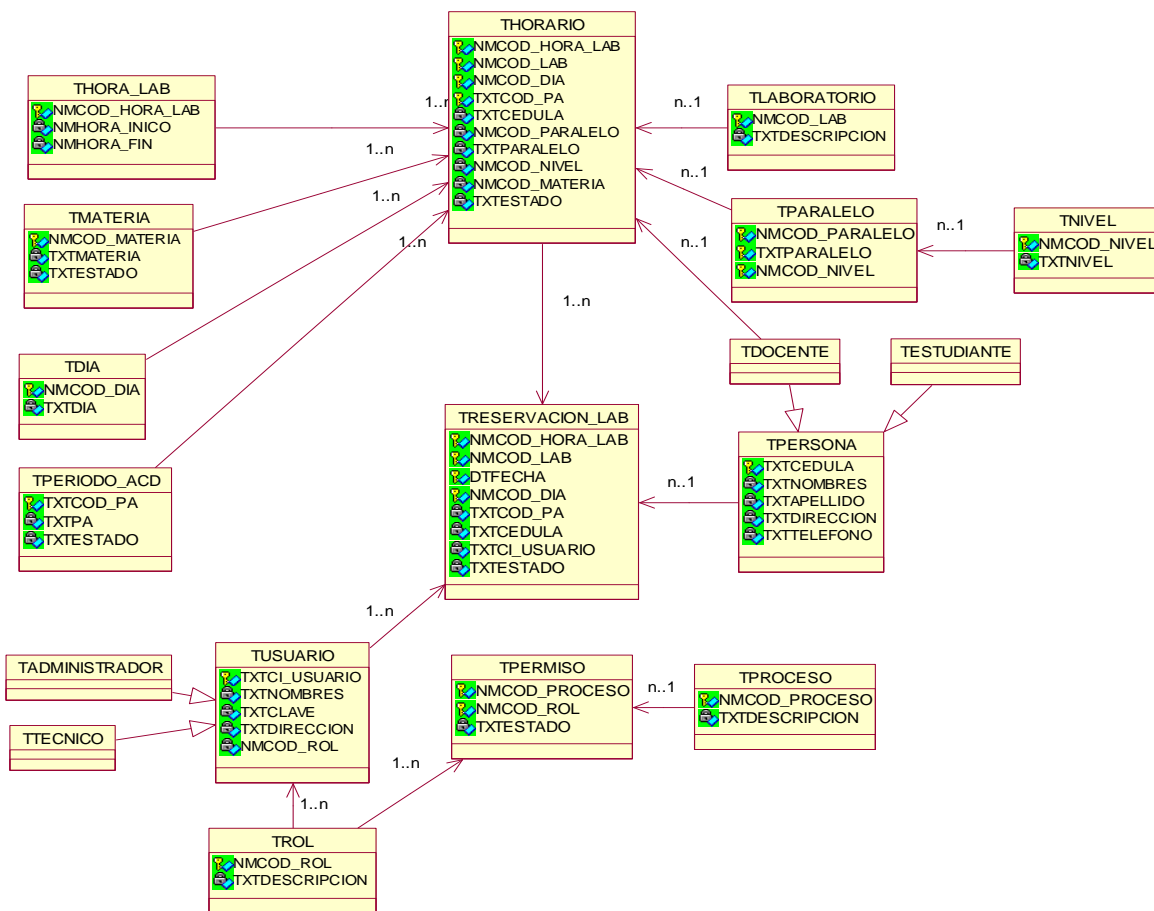 THORARIO
NMCOD_HORA_LAB
NMCOD_LAB
NMCOD_DIA
TXTCOD_PA
TXTCEDULA
NMCOD_PARALELO
TXTPARALELO
NMCOD_NIVEL
NMCOD_MATERIA
TXTESTADO
THORA_LAB
NMCOD_HORA_LAB
NMHORA_INICO
NMHORA_FIN
1..n
TLABORATORIO
NMCOD_LAB
TXTDESCRIPCION
n..1
TMATERIA
NMCOD_MATERIA
TXTMATERIA
TXTESTADO
1..n
TPARALELO
NMCOD_PARALELO
TXTPARALELO
NMCOD_NIVEL
n..1
TNIVEL
NMCOD_NIVEL
TXTNIVEL
n..1
1..n
1..n
n..1
1..n
TDIA
NMCOD_DIA
TXTDIA
TDOCENTE
TESTUDIANTE
TPERIODO_ACD
TXTCOD_PA
TXTPA
TXTESTADO
TRESERVACION_LAB
NMCOD_HORA_LAB
NMCOD_LAB
DTFECHA
NMCOD_DIA
TXTCOD_PA
TXTCEDULA
TXTCI_USUARIO
TXTESTADO
n..1
TPERSONA
TXTCEDULA
TXTNOMBRES
TXTAPELLIDO
TXTDIRECCION
TXTTELEFONO
1..n
TADMINISTRADOR
TTECNICO
TUSUARIO
TXTCI_USUARIO
TXTNOMBRES
TXTCLAVE
TXTDIRECCION
NMCOD_ROL
TPERMISO
NMCOD_PROCESO
NMCOD_ROL
TXTESTADO
n..1
TPROCESO
NMCOD_PROCESO
TXTDESCRIPCION
1..n
1..n
TROL
NMCOD_ROL
TXTDESCRIPCION